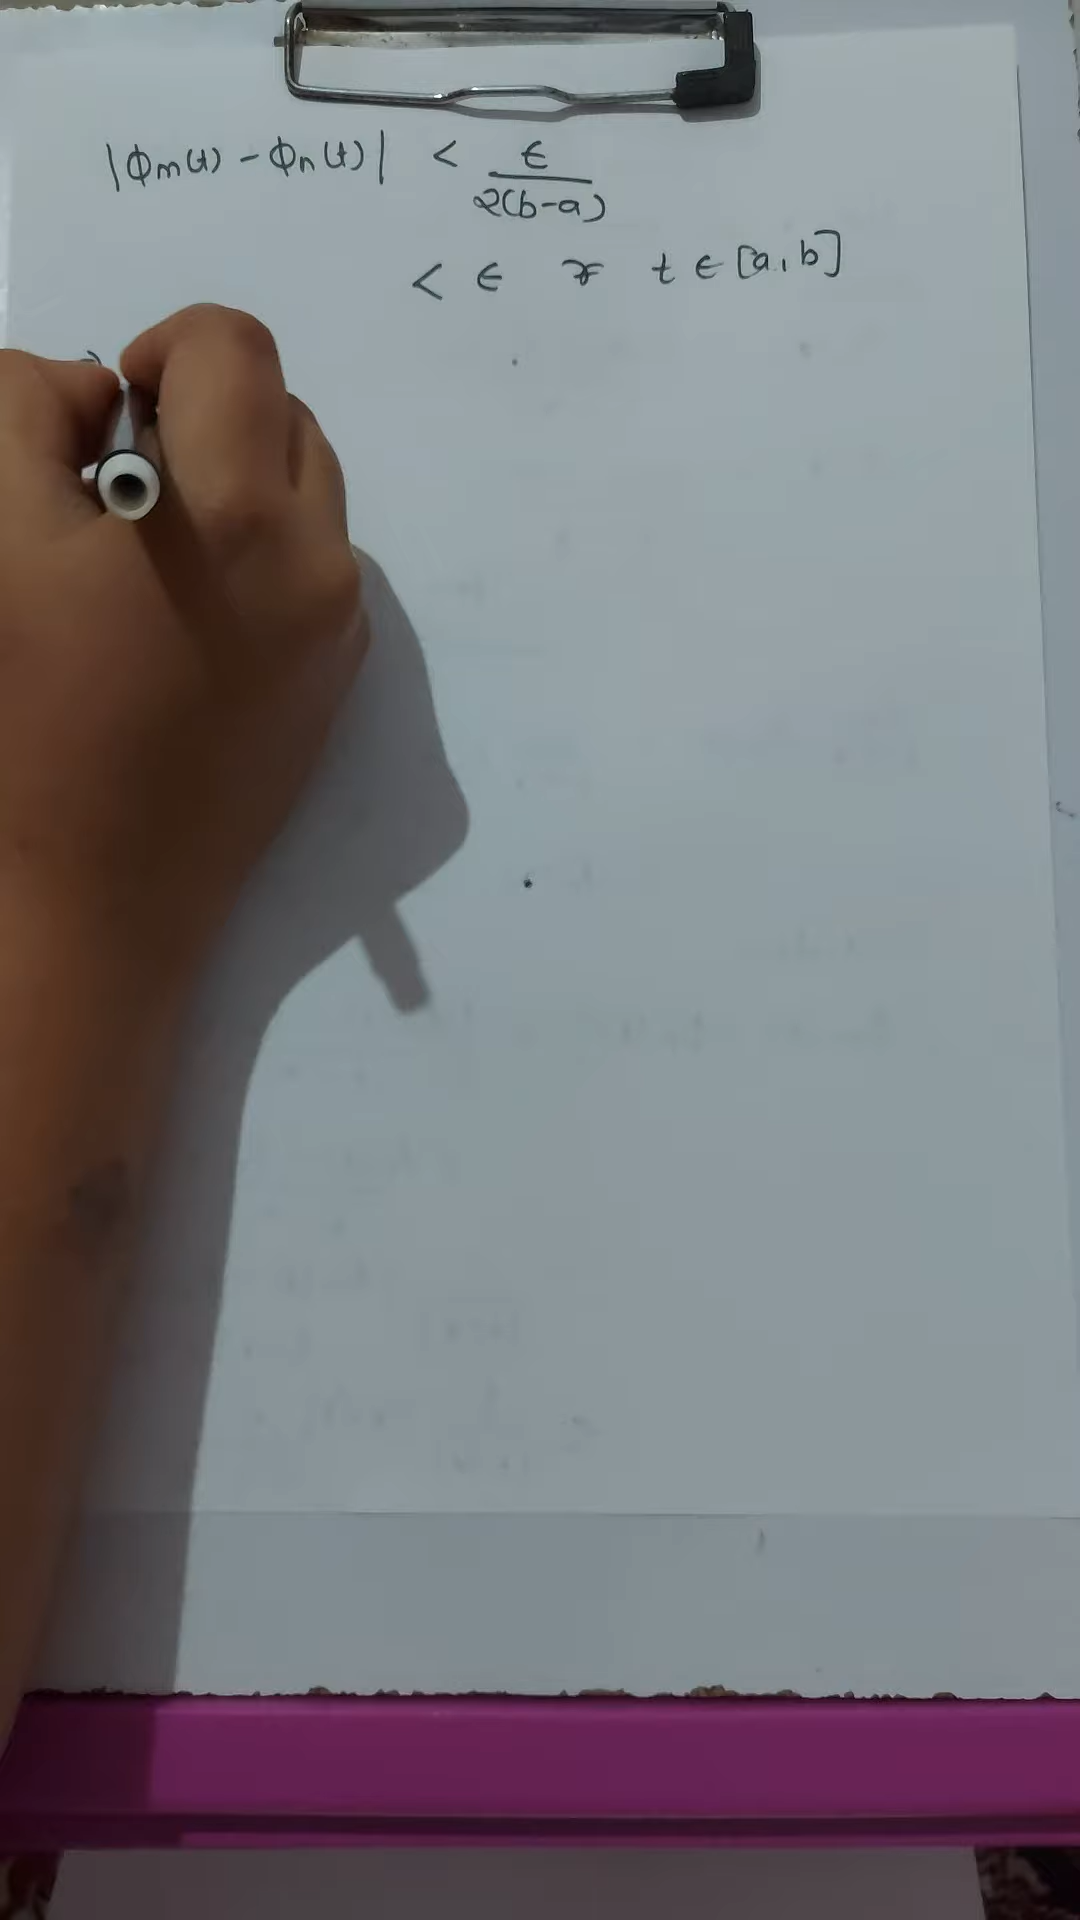 |ϕm(t) - ϕn(t)| < ϵ / 2(b-a)
< ϵ ∀ t ∈ [a, b]